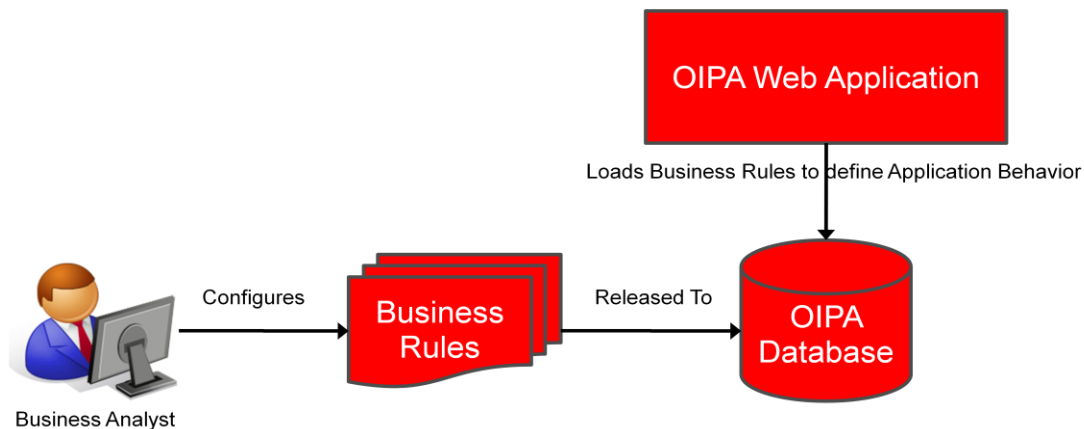 OIPA Web Application
Loads Business Rules to define Application Behavior
Configures
Business
Rules
Released To
OIPA
Database
Business Analyst